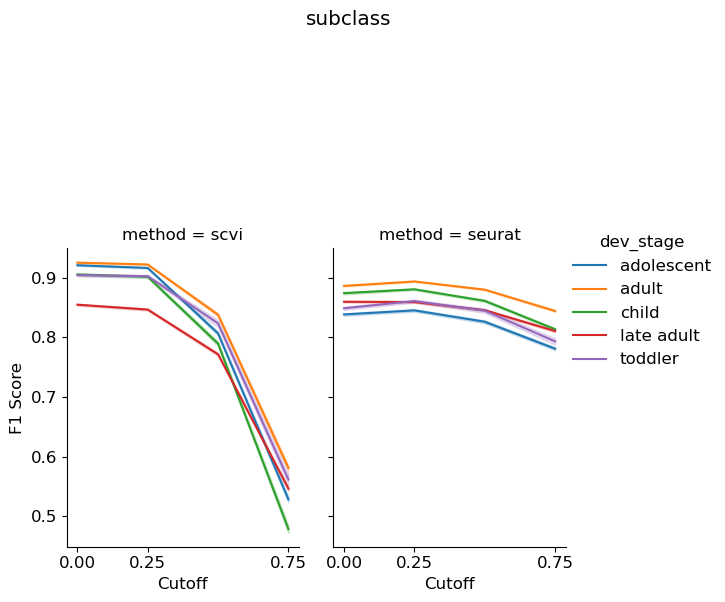 subclass
method = scvi
method = seurat
dev_stage
adolescent
adult
child
late adult
toddler
F1 Score
0.9
0.8
0.7
0.6
0.5
0.00 0.25 0.75
0.00 0.25 0.75
Cutoff
Cutoff